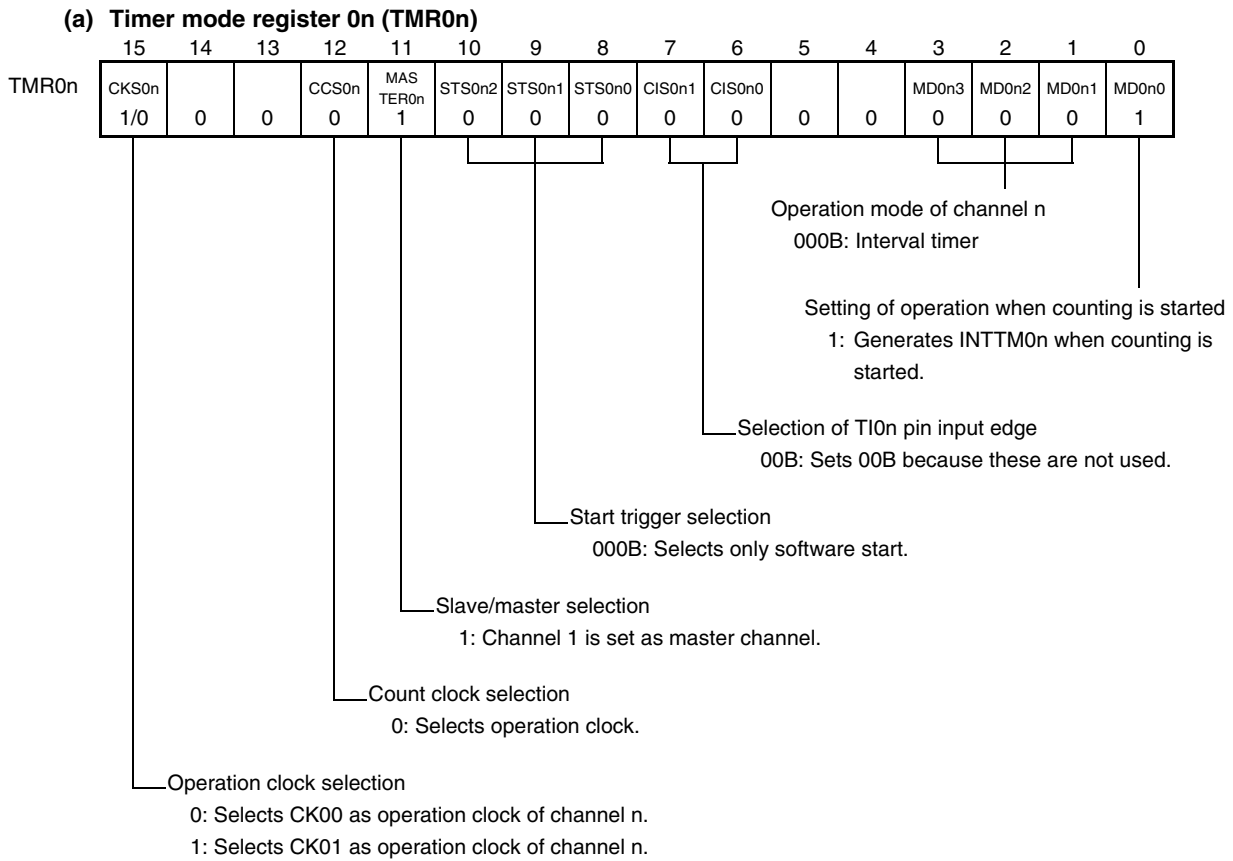 (a) Timer mode register 0n (TMR0n)
15 14 13 12 11 10 9 8 7 6 5 4 3 2 1 0
TMR0n
CKS0n CCS0n MAS TER0n STS0n2 STS0n1 STS0n0 CIS0n1 CIS0n0 MD0n3 MD0n2 MD0n1 MD0n0
1/0 0 0 0 1 0 0 0 0 0 0 0 0 0 0 1
Operation mode of channel n
000B: Interval timer
Setting of operation when counting is started
1: Generates INTTM0n when counting is
started.
Selection of TI0n pin input edge
00B: Sets 00B because these are not used.
Start trigger selection
000B: Selects only software start.
Slave/master selection
1: Channel 1 is set as master channel.
Count clock selection
0: Selects operation clock.
Operation clock selection
0: Selects CK00 as operation clock of channel n.
1: Selects CK01 as operation clock of channel n.